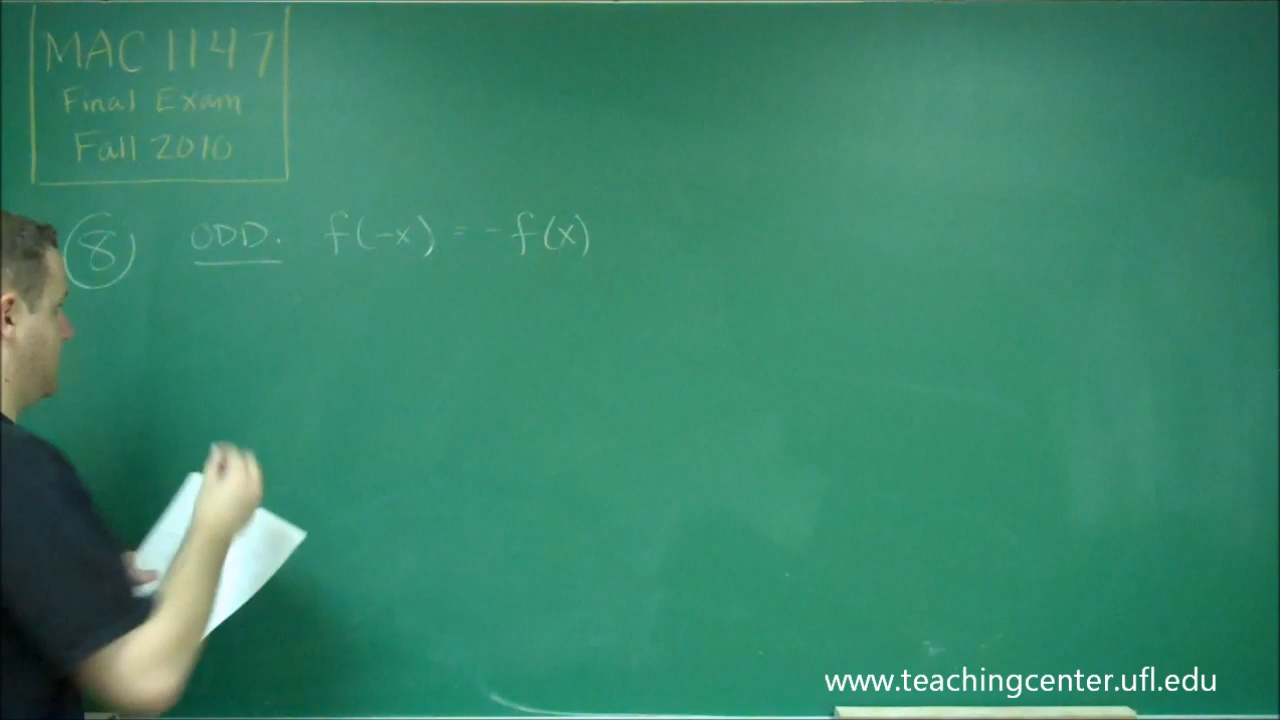 MAC 1147
Final Exam
Fall 2010
8 ODD. f(-x) = -f(x)
www.teachingcenter.ufl.edu